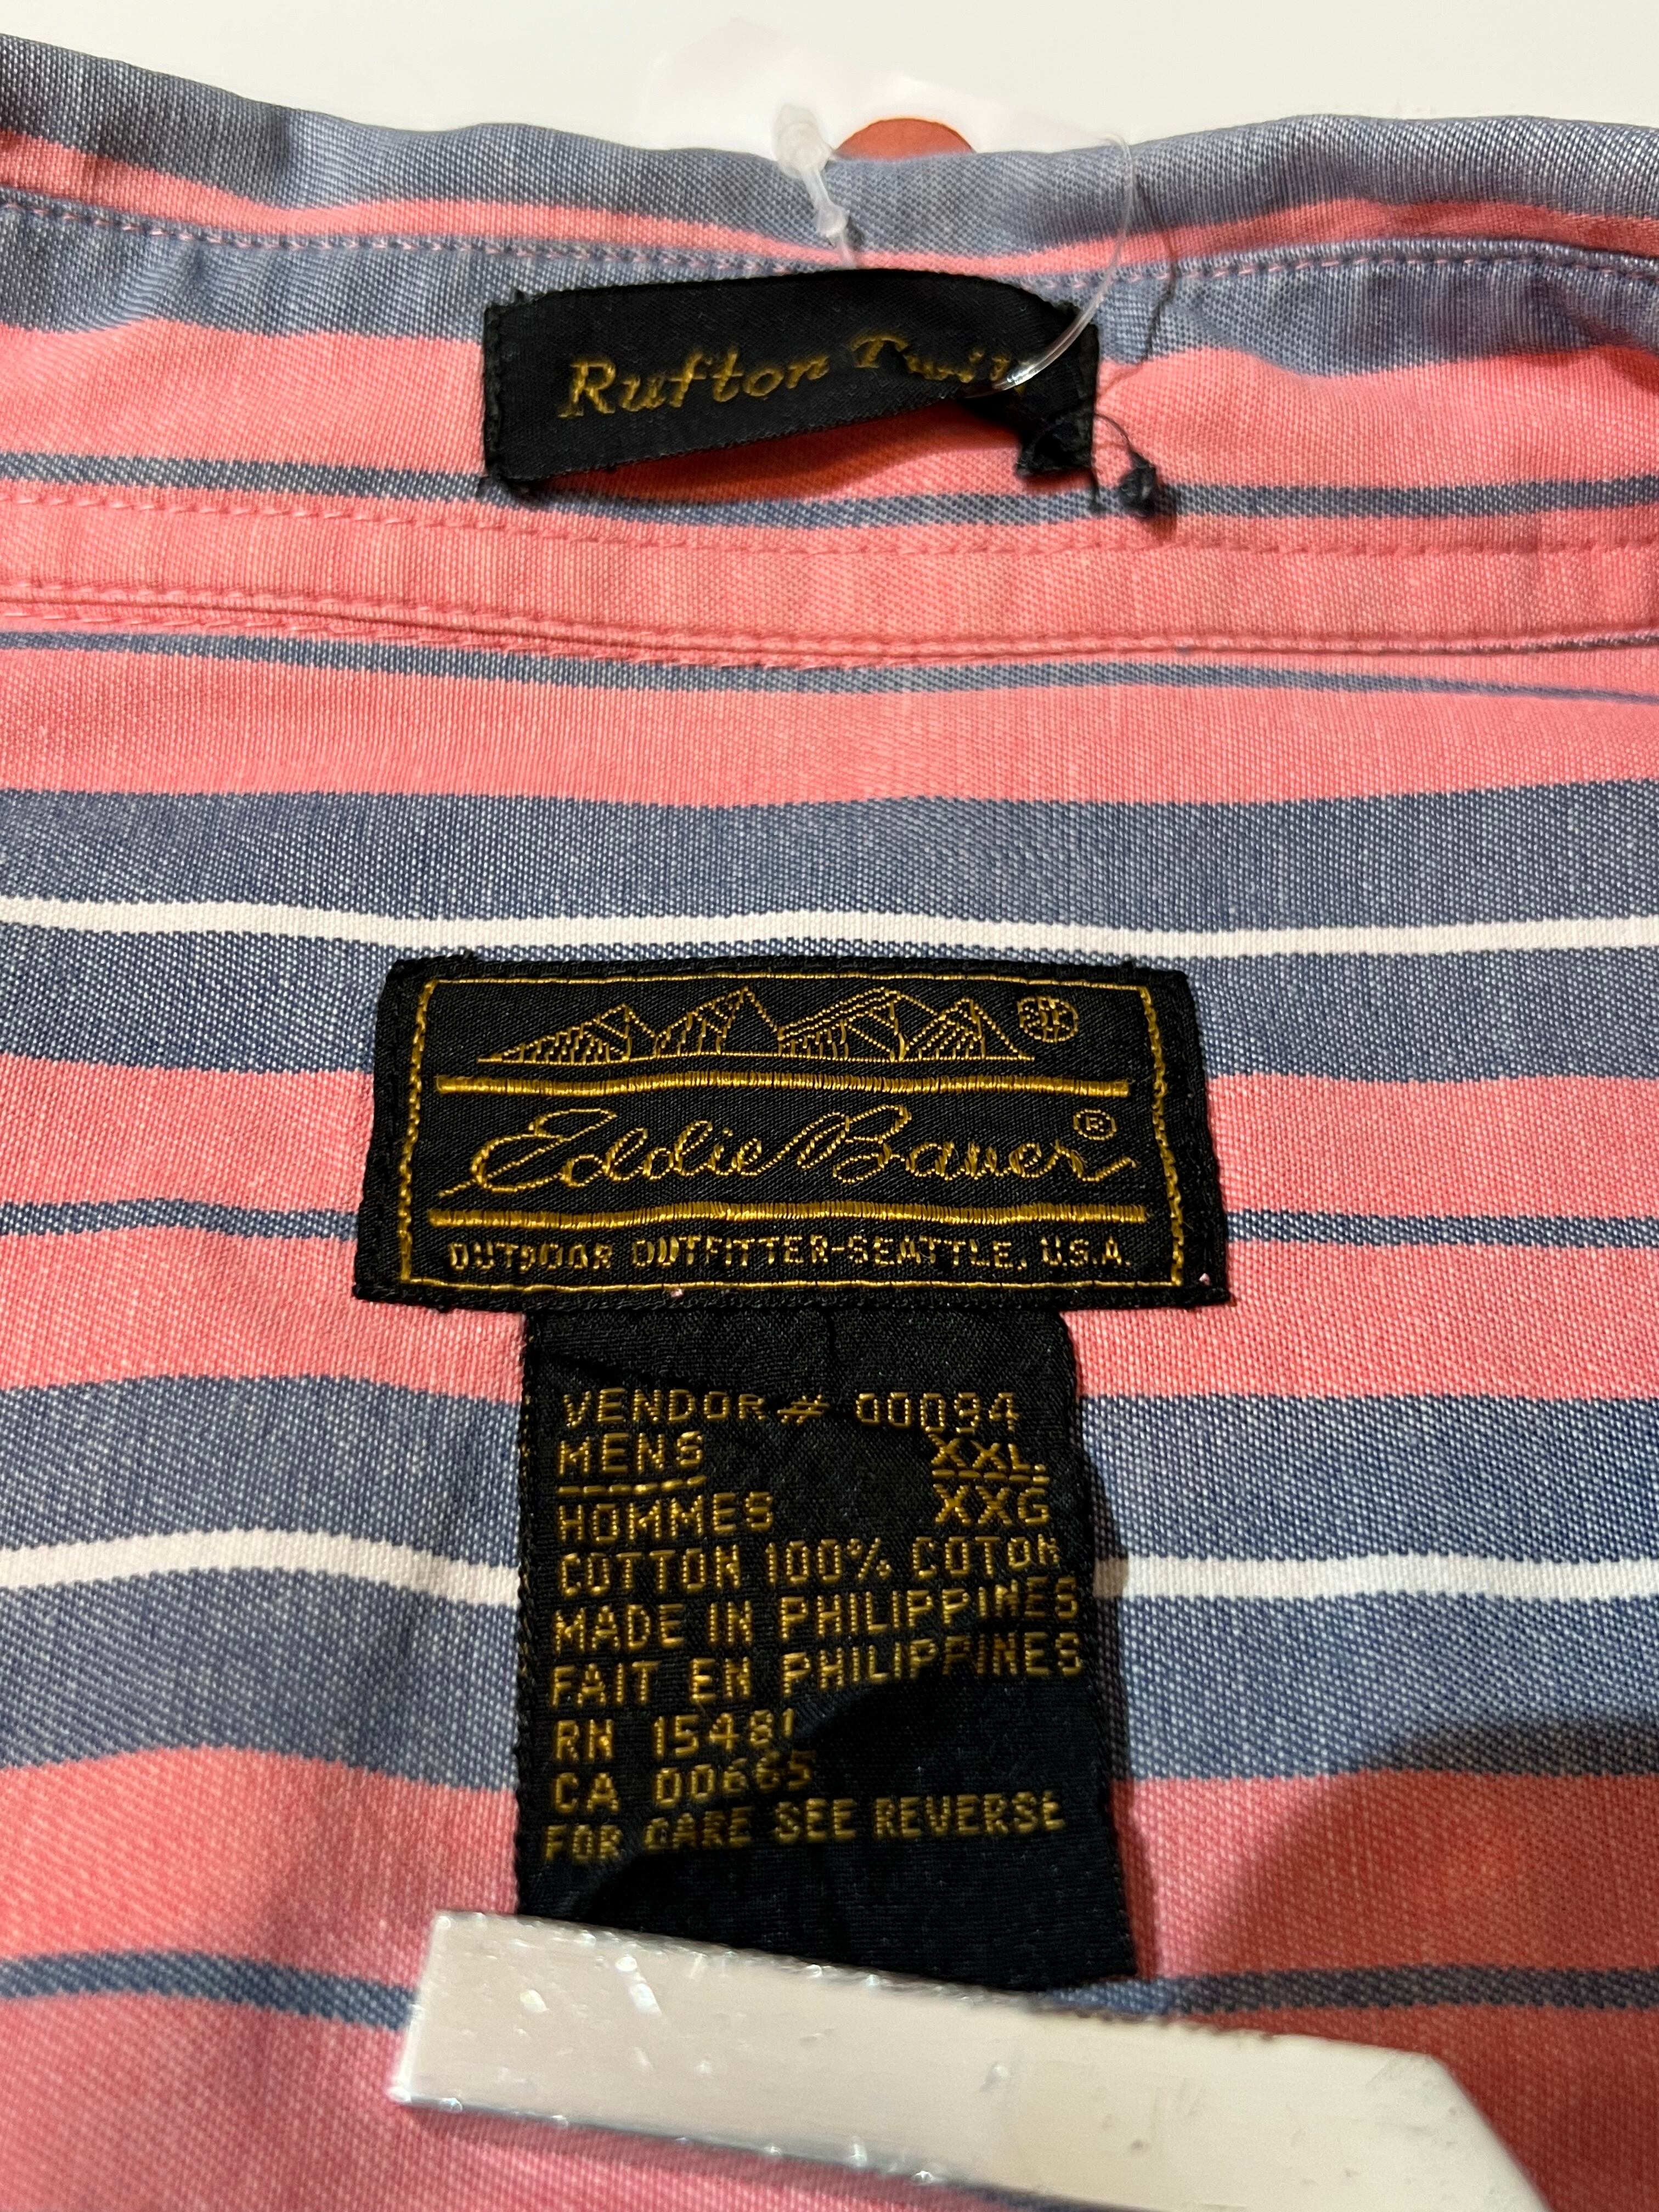 Rufton Twill
Eddie Bauer®
OUTDOOR OUTFITTER-SEATTLE, U.S.A.
VENDOR # 00094
MENS XXL.
HOMMES XXG
COTTON 100% COTON
MADE IN PHILIPPINES
FAIT EN PHILIPPINES
RN 15481
CA 00665
FOR CARE SEE REVERSE